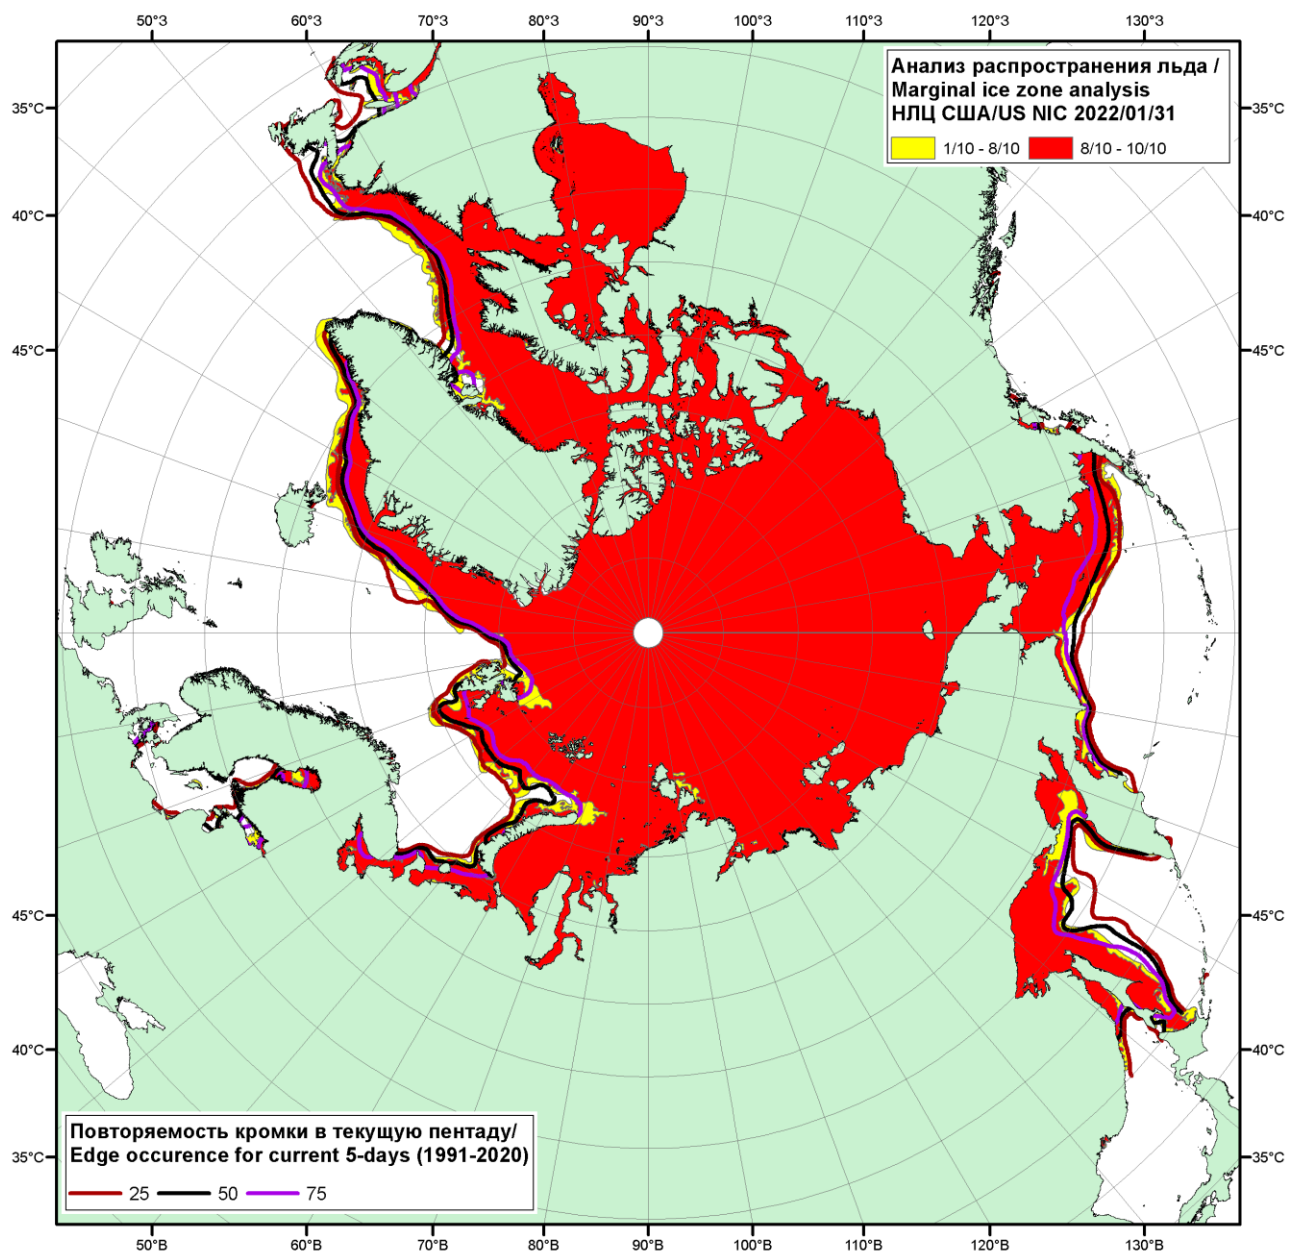 50°З 60°З 70°З 80°З 90°З 100°З 110°З 120°З 130°З
Анализ распространения льда /
Marginal ice zone analysis
НЛЦ США/US NIC 2022/01/31
1/10 - 8/10 8/10 - 10/10
35°С 35°С
40°С 40°С
45°С 45°С
45°С 45°С
40°С 40°С
Повторяемость кромки в текущую пентаду/
Edge occurence for current 5-days (1991-2020)
35°С 35°С
25 50 75
50°В 60°В 70°В 80°В 90°В 100°В 110°В 120°В 130°В